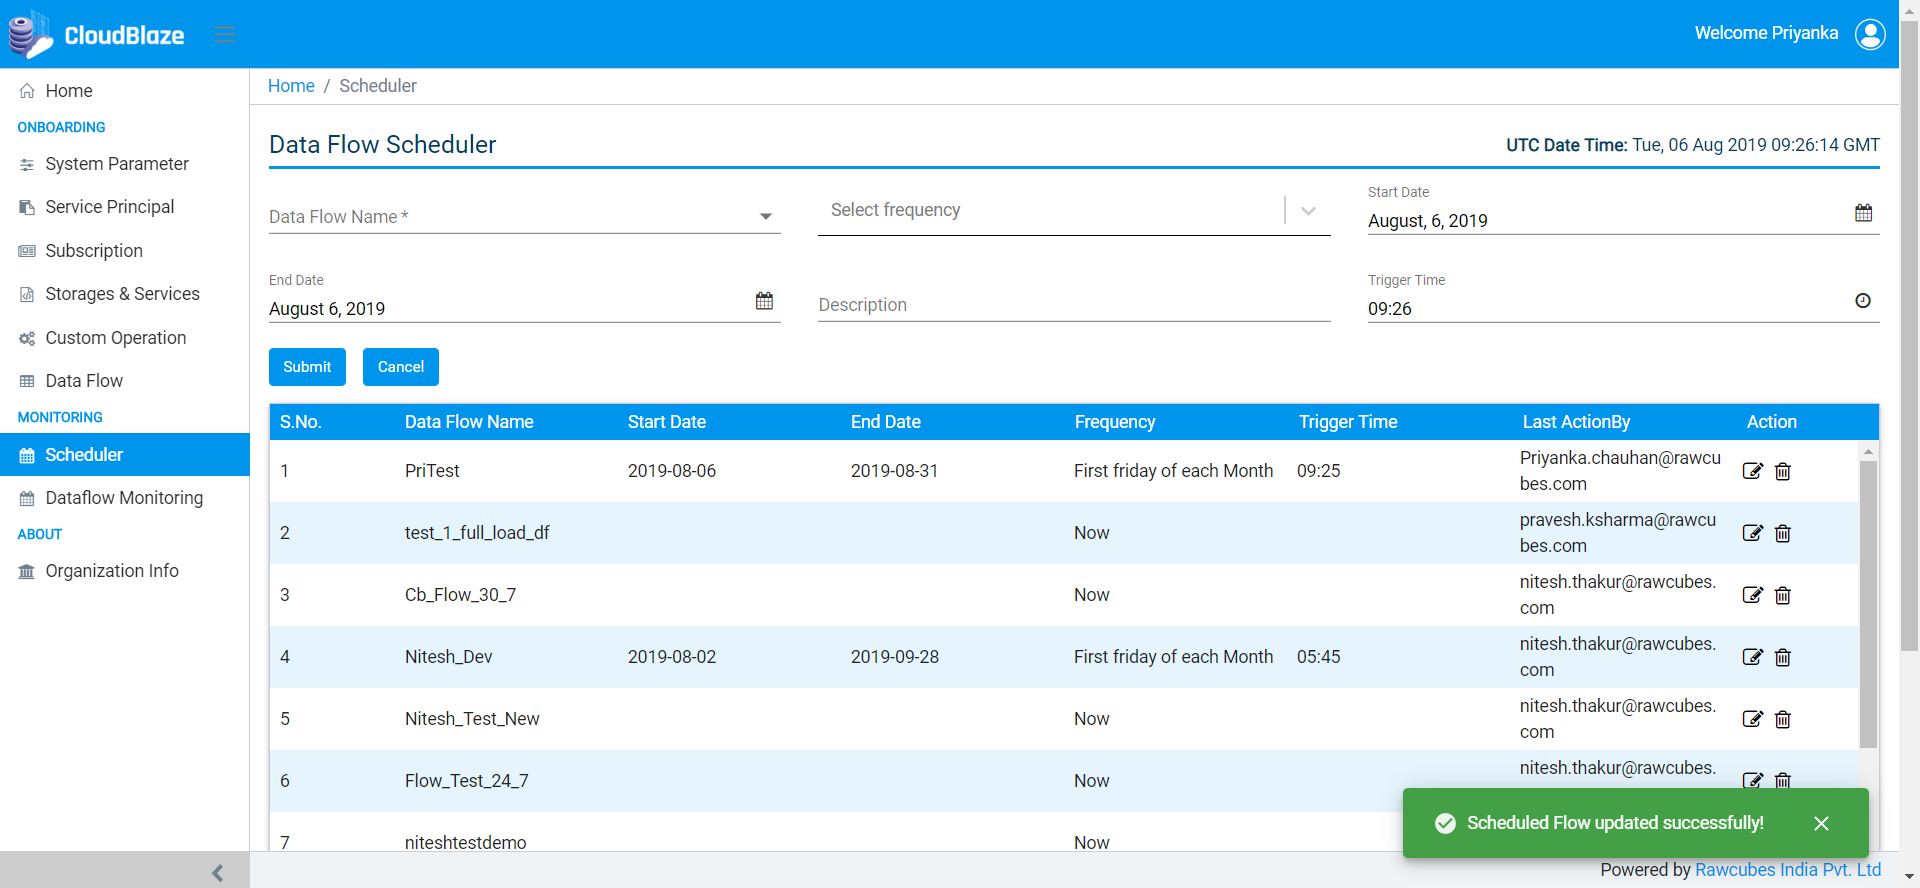 CloudBlaze
Welcome Priyanka
Home
ONBOARDING
System Parameter
Service Principal
Subscription
Storages & Services
Custom Operation
Data Flow
MONITORING
Scheduler
Dataflow Monitoring
ABOUT
Organization Info
Home / Scheduler
Data Flow Scheduler
UTC Date Time: Tue, 06 Aug 2019 09:26:14 GMT
Data Flow Name *
Select frequency
Start Date
August, 6, 2019
End Date
August 6, 2019
Description
Trigger Time
09:26
Submit Cancel
S.No. Data Flow Name Start Date End Date Frequency Trigger Time Last ActionBy Action
1 PriTest 2019-08-06 2019-08-31 First friday of each Month 09:25 Priyanka.chauhan@rawcu
bes.com
2 test_1_full_load_df Now pravesh.ksharma@rawcu
bes.com
3 Cb_Flow_30_7 Now nitesh.thakur@rawcubes.
com
4 Nitesh_Dev 2019-08-02 2019-09-28 First friday of each Month 05:45 nitesh.thakur@rawcubes.
com
5 Nitesh_Test_New Now nitesh.thakur@rawcubes.
com
6 Flow_Test_24_7 Now nitesh.thakur@rawcubes.
7 niteshtestdemo Now
Scheduled Flow updated successfully!
Powered by Rawcubes India Pvt. Ltd